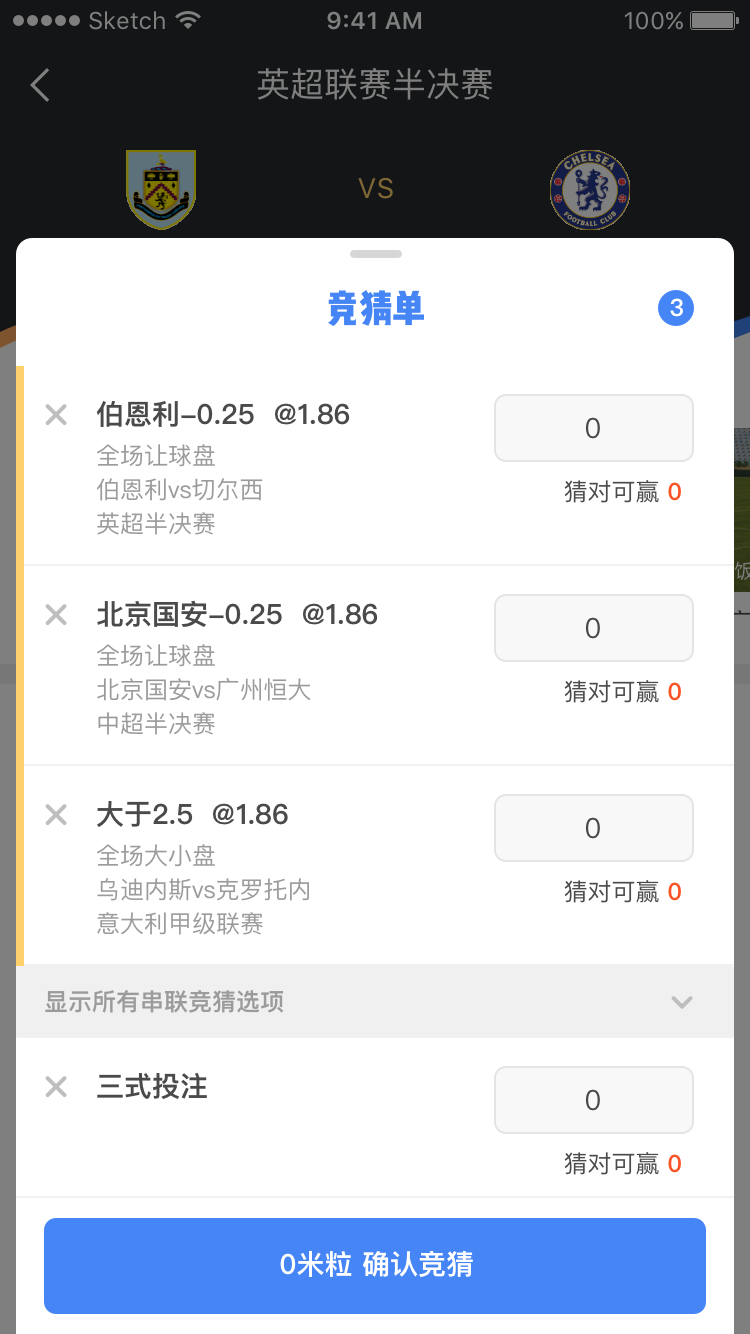 Sketch 9:41 AM 100%
英超联赛半决赛
VS
CHELSEA
FOOTBALL CLUB
竞猜单 3
伯恩利-0.25 @1.86
0
全场让球盘
伯恩利vs切尔西
猜对可赢 0
英超半决赛
饭
北京国安-0.25 @1.86
0
全场让球盘
北京国安vs广州恒大
猜对可赢 0
中超半决赛
大于2.5 @1.86
0
全场大小盘
乌迪内斯vs克罗托内
猜对可赢 0
意大利甲级联赛
显示所有串联竞猜选项
三式投注
0
猜对可赢 0
0米粒 确认竞猜